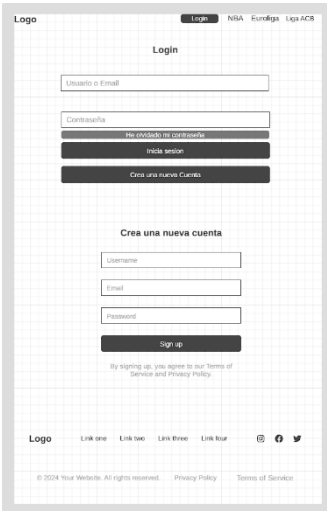 Logo
Login NBA Euroliga Liga ACB
Login
Usuario o Email
Contraseña
He olvidado mi contraseña
Inicia sesion
Crea una nueva Cuenta
Crea una nueva cuenta
Username
Email
Password
Sign up
By signing up, you agree to our Terms of
Service and Privacy Policy.
Logo Link one Link two Link three Link four
© 2024 Your Website. All rights reserved. Privacy Policy Terms of Service